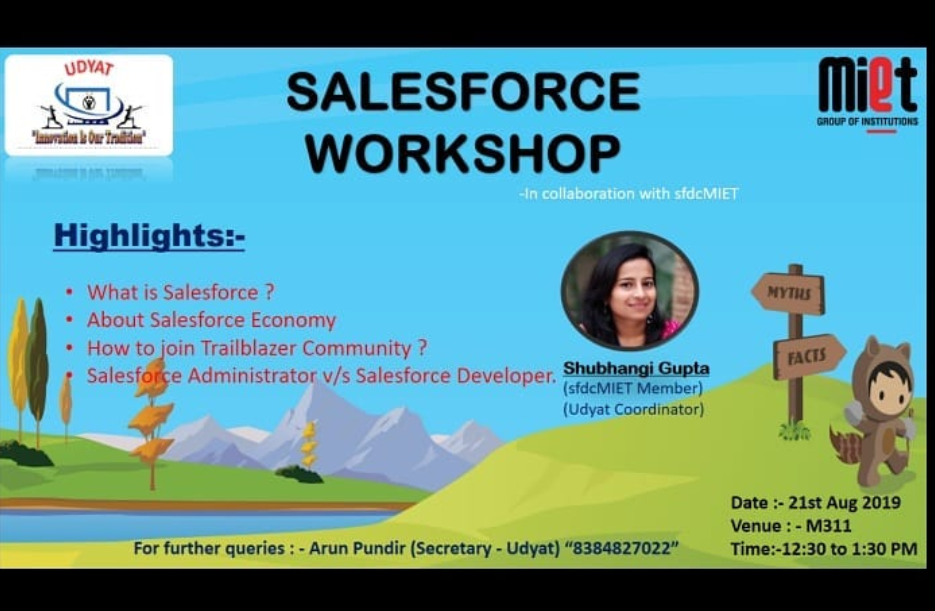 UDYAT
"Innovation Is Our Tradition"
SALESFORCE
WORKSHOP
miet
GROUP OF INSTITUTIONS
-In collaboration with sfdcMIET
Highlights:-
• What is Salesforce ?
• About Salesforce Economy
• How to join Trailblazer Community ?
• Salesforce Administrator v/s Salesforce Developer.
Shubhangi Gupta
(sfdcMIET Member)
(Udyat Coordinator)
MYTHS
FACTS
Date :- 21st Aug 2019
Venue : - M311
Time:-12:30 to 1:30 PM
For further queries : - Arun Pundir (Secretary - Udyat) “8384827022”